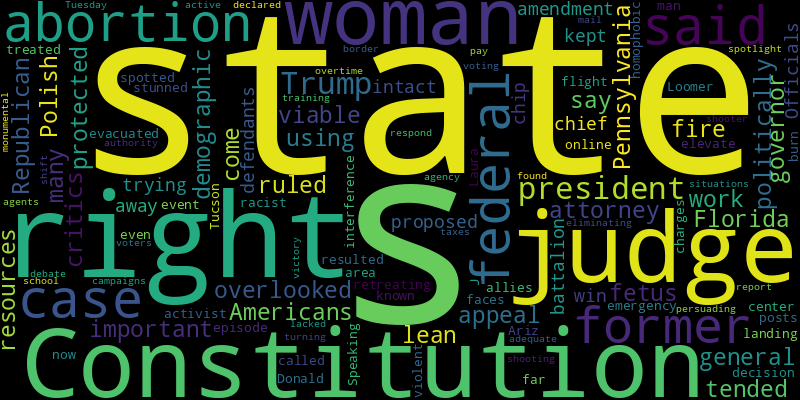 Tuesday active declared
abortion woman amendment said man
treated Republican Polish protected demographic state kept Pennsylvania homophobic spotlight Officials
mail border pay voting
spotted stunned overtime Trump intact flight Loomer politically governor
training chip say
monumental evacuated defendants viable federal chief fire burn
authority using respond online elevate shooter
many shift critics come Laura
trying ruled agency found president situations
agents away event Tucson racist interference rights S proposed attorney work Florida
even voters taxes battalion judge eliminating charges
resources debate victory resulted area
school campaigns case overlooked retreating known allies win fetus report
activist Americans faces emergency persuading center posts
important episode lacked turning speaking lean appeal Ariz former landing
adequate
now Constitution called violent shooting general decision
Donald far tended